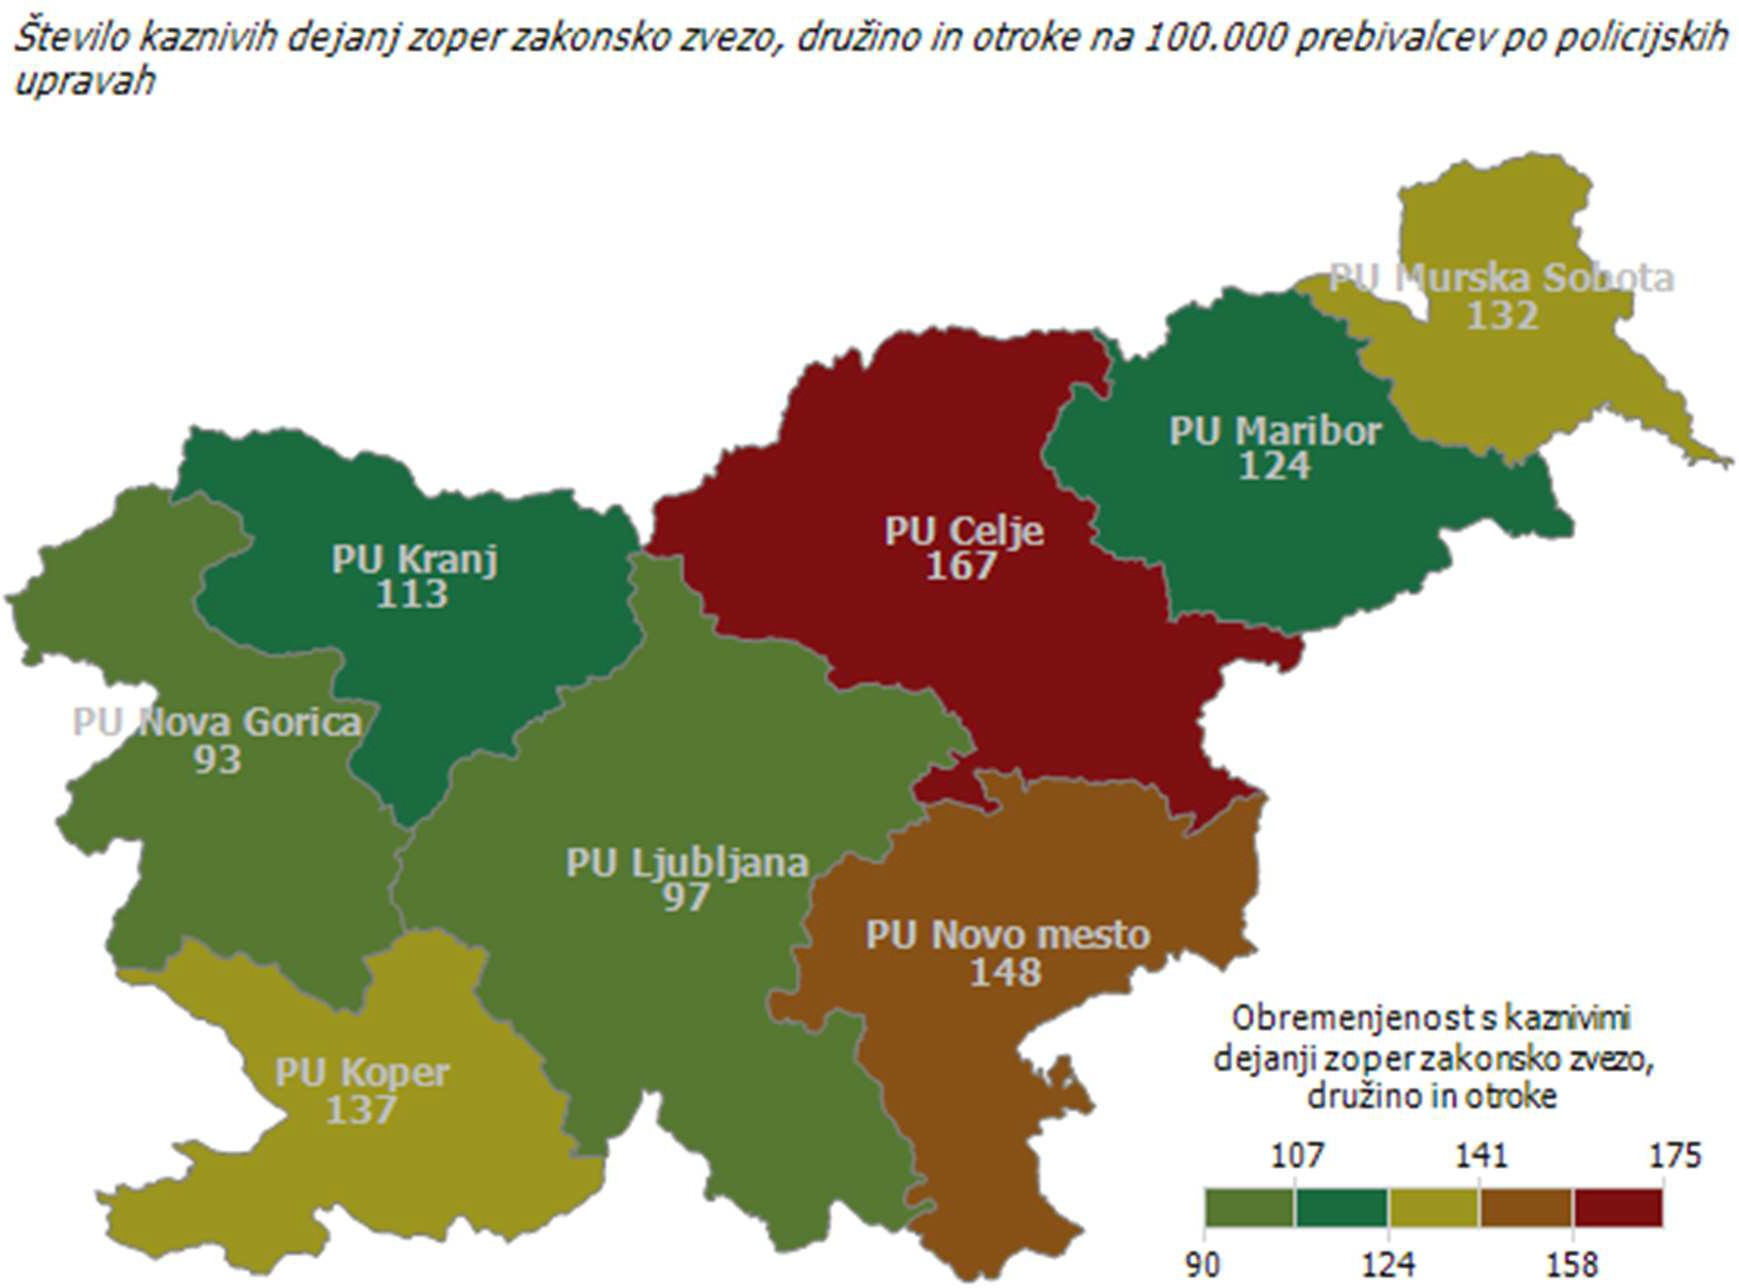 Število kaznivih dejanj zoper zakonsko zvezo, družino in otroke na 100.000 prebivalcev po policijskih
upravah
PU Murska Sobota
132
PU Maribor
124
PU Celje
167
PU Kranj
113
PU Nova Gorica
93
PU Ljubljana
97
PU Novo mesto
148
PU Koper
137
Obremenjenost s kaznivimi
dejanji zoper zakonsko zvezo,
družino in otroke
107 141 175
90 124 158